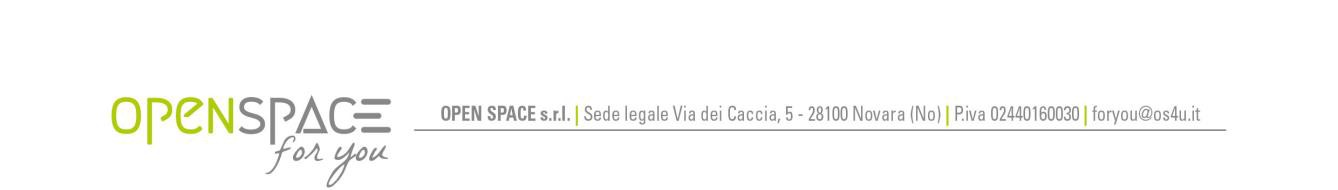 OPENSPACE
for you
OPEN SPACE s.r.l. | Sede legale Via dei Caccia, 5 - 28100 Novara (No) | P.iva 02440160030 | foryou@os4u.it